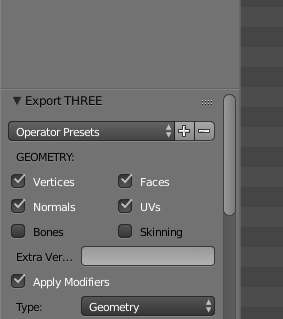 Export THREE
Operator Presets
GEOMETRY:
Vertices Faces
Normals UVs
Bones Skinning
Extra Ver...
Apply Modifiers
Type: Geometry